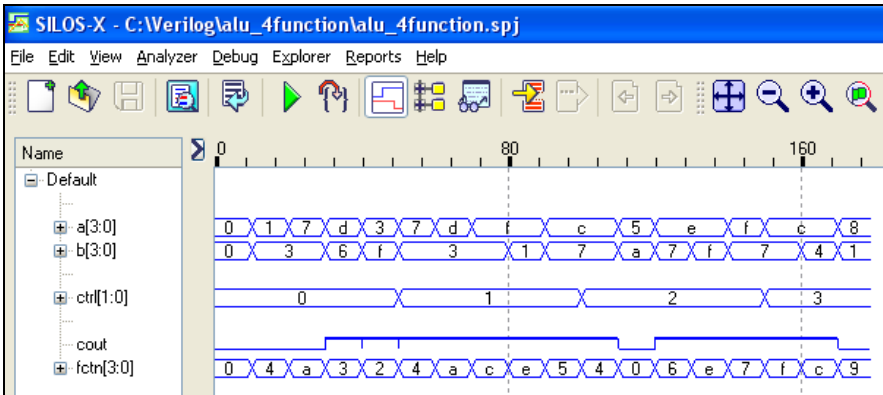 SILOS-X - C:\Verilog\alu_4function\alu_4function.spj
File Edit View Analyzer Debug Explorer Reports Help
Name 0 80 160
Default
a[3:0] 0 1 7 d 3 7 d f c 5 e f c 8
b[3:0] 0 3 6 f 3 1 7 a 7 f 7 4 1
ctrl[1:0] 0 1 2 3
cout
fctn[3:0] 0 4 a 3 2 4 a c e 5 4 0 6 e 7 f c 9